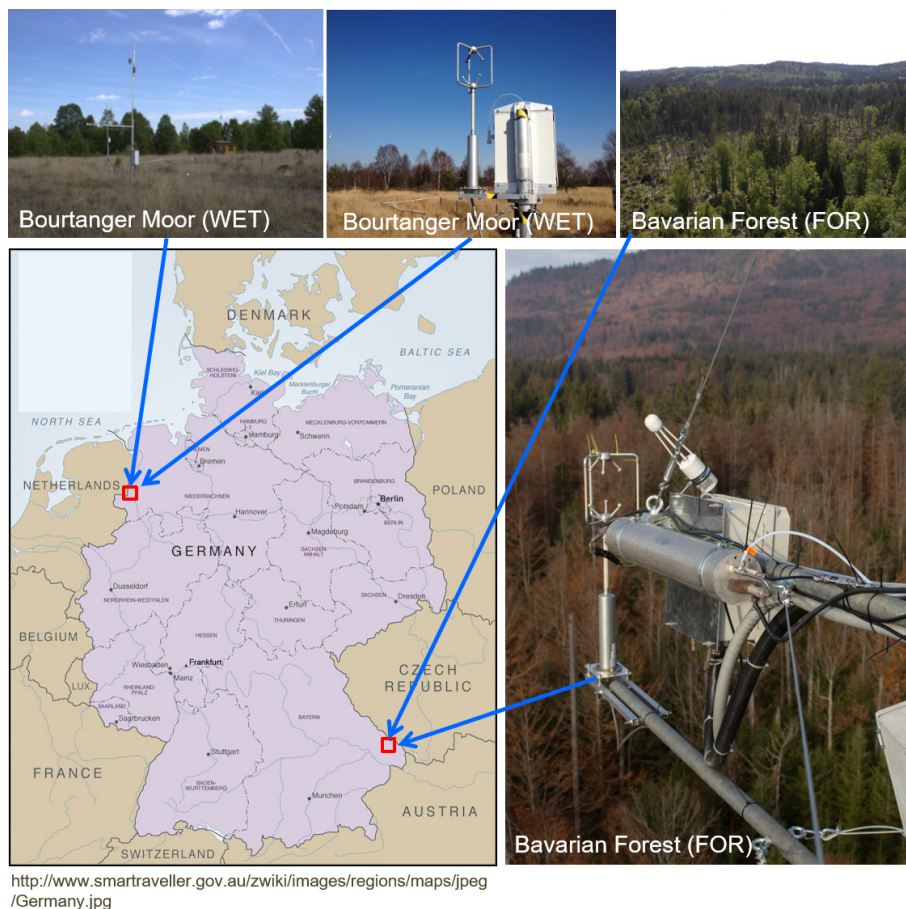 Bourtanger Moor (WET)
Bourtanger Moor (WET)
Bavarian Forest (FOR)
DENMARK
BALTIC SEA
SCHLESWIG-
HOLSTEIN
Kiel Bay
Kiel
Mecklenburger
Bucht
Pomeranian
Bay
NORTH SEA
HAMBURG
Hamburg
MECKLENBURG-VORPOMMERN
Schwerin
BREMEN
Bremen
NETHERLANDS
NIEDERSACHSEN
BRANDENBURG
Berlin
POLAND
Hannover
Potsdam
BERLIN
Magdeburg
GERMANY
SACHSEN
ANHALT
Dusseldorf
NORDRHEIN-WESTFALEN
SACHSEN
Dresden
Erfurt
THURINGEN
BELGIUM
HESSEN
Wiesbaden
Frankfurt
Mainz
CZECH
REPUBLIC
LUX.
RHEINLAND-
PFALZ
SAARLAND
Saarbrucken
BAYERN
Stuttgart
FRANCE
BADEN-
WURTTEMBERG
Munchen
AUSTRIA
SWITZERLAND
Bavarian Forest (FOR)
http://www.smartraveller.gov.au/zwiki/images/regions/maps/jpeg
/Germany.jpg